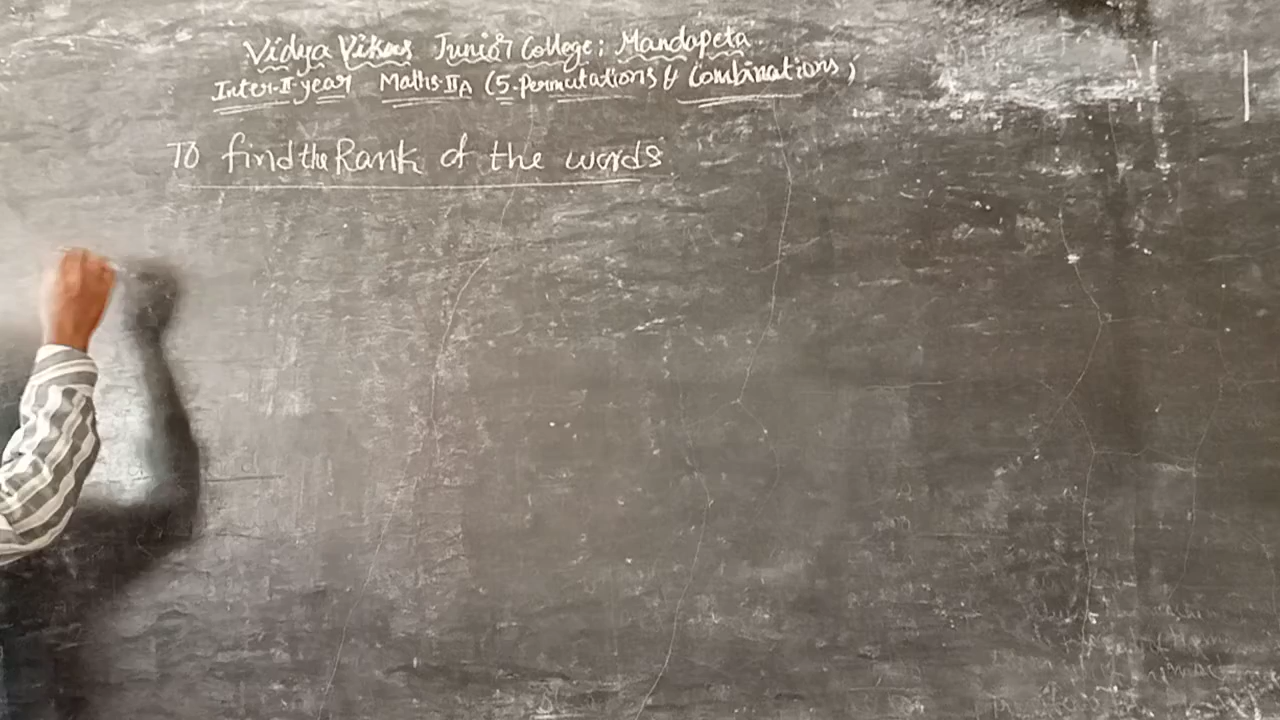 Vidya Vikas Junior College; Mandapeta
Inter-II year Maths-IIA (5. Permutations & Combinations)
TO find the Rank of the words